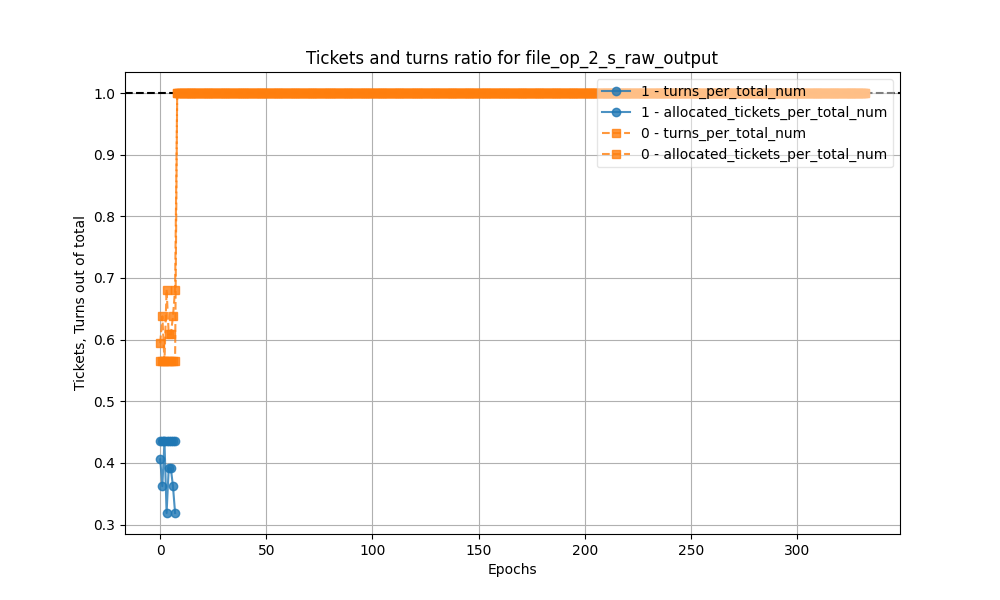 Tickets and turns ratio for file_op_2_s_raw_output
1.0
0.9
0.8
0.7
0.6
0.5
0.4
0.3
Tickets, Turns out of total
1 - turns_per_total_num
1 - allocated_tickets_per_total_num
0 - turns_per_total_num
0 - allocated_tickets_per_total_num
0 50 100 150 200 250 300
Epochs